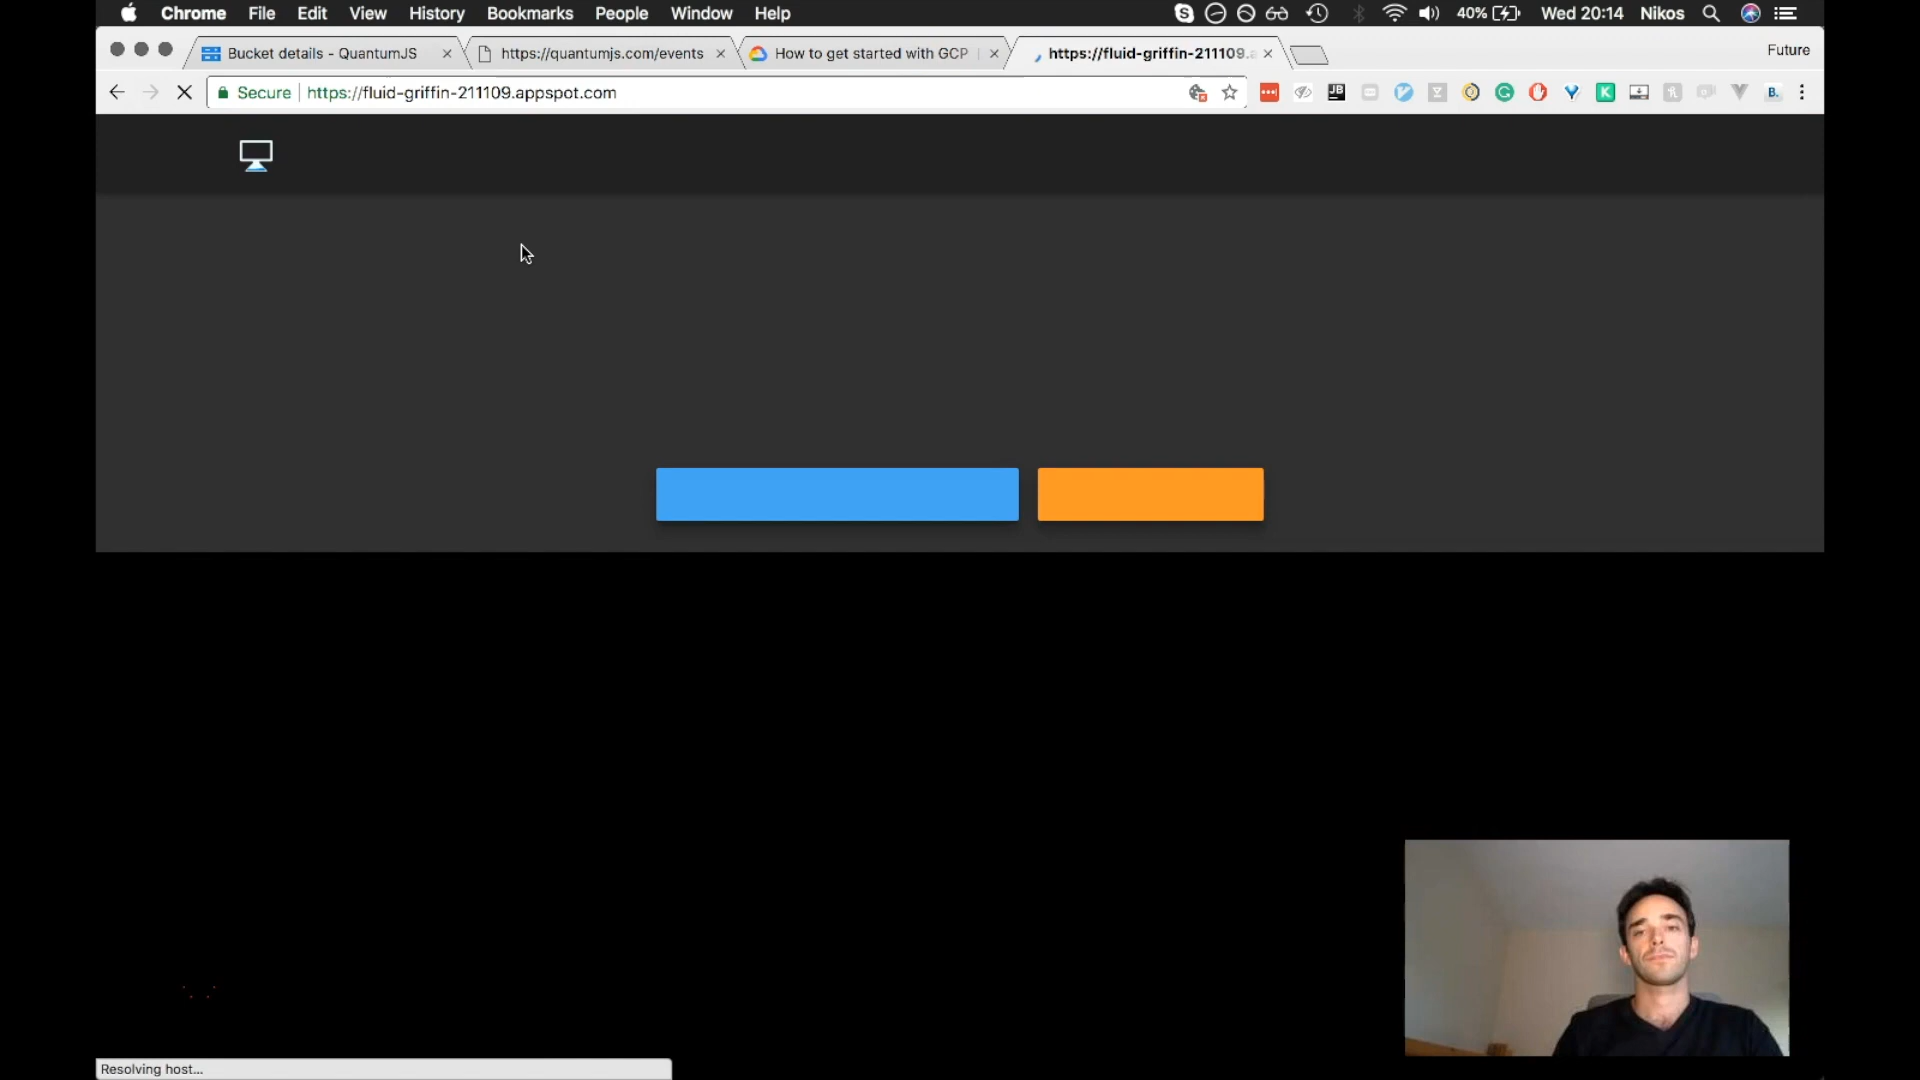 Chrome File Edit View History Bookmarks People Window Help 40% Wed 20:14 Nikos
Bucket details - QuantumJS https://quantumjs.com/events How to get started with GCP https://fluid-griffin-211109.a Future
Secure https://fluid-griffin-211109.appspot.com JB K B.
Resolving host...